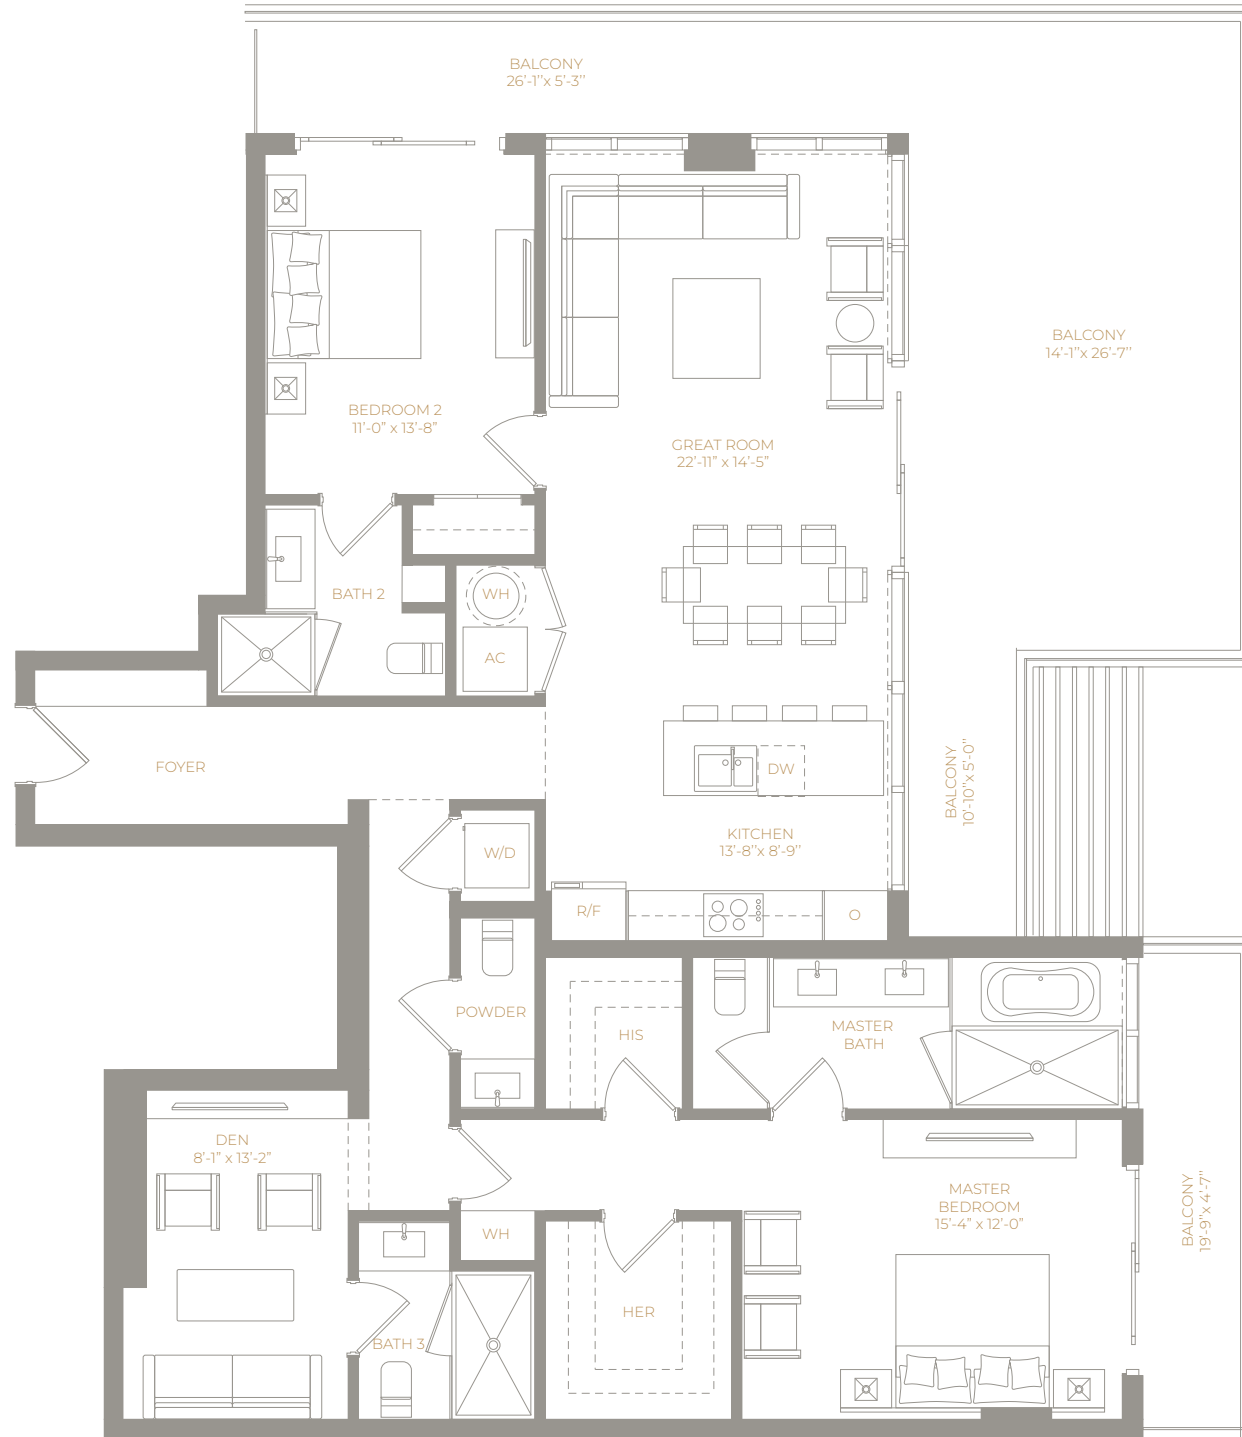 BALCONY
26'-1"x 5'-3"
BALCONY
14'-1"x 26'-7"
BEDROOM 2
11'-0" x 13'-8"
GREAT ROOM
22'-11" x 14'-5"
BATH 2
WH
AC
FOYER
DW
BALCONY
10'-10"x 5'-0"
KITCHEN
13'-8"x 8'-9"
W/D
R/F
O
POWDER
HIS
MASTER
BATH
DEN
8'-1" x 13'-2"
MASTER
BEDROOM
15'-4" x 12'-0"
BALCONY
19'-9"x 4'-7"
WH
HER
BATH 3